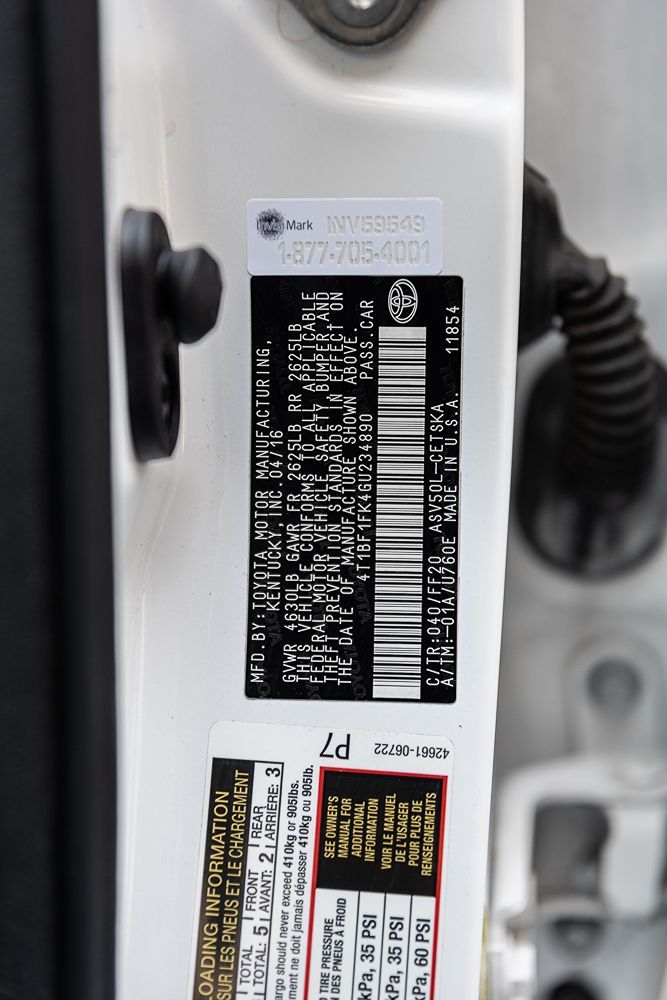 Mark
INV59549
1-877-705-4001
MFD.BY:TOYOTA MOTOR MANUFACTURING,
KENTUCKY, INC. 04/16
GVWR 4630LB GAWR FR 2625LB RR 2625LB
THIS VEHICLE CONFORMS TO ALL APPLICABLE
FEDERAL MOTOR VEHICLE SAFETY, BUMPER AND
THEFT PREVENTION STANDARDS IN EFFECT ON
THE DATE OF MANUFACTURE SHOWN ABOVE.
4T1BF1FK4GU234890 PASS.CAR
C/TR:040/FF20 ASV50L-CETSKA
A/TM:-01A/U760E MADE IN U.S.A. 11854
P7
42661-06722
LOADING INFORMATION
SUR LES PNEUS ET LE CHARGEMENT
TOTAL 5 FRONT 2 REAR 3
TOTAL: AVANT: ARRIÈRE:
cargo should never exceed 410kg or 905lbs.
ment ne doit jamais dépasser 410kg ou 905lb.
TIRE PRESSURE
DES PNEUS À FROID
kPa, 35 PSI
kPa, 35 PSI
kPa, 60 PSI
SEE OWNER'S
MANUAL FOR
ADDITIONAL
INFORMATION
VOIR LE MANUEL
DE L'USAGER
POUR PLUS DE
RENSEIGNEMENTS